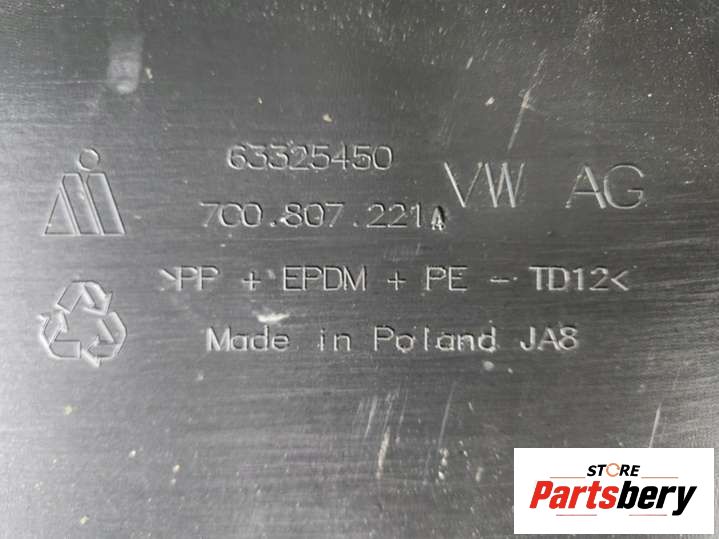 63325450
VW AG
7C0.807.221A
>PP + EPDM + PE - TD12<
Made in Poland JA8
STORE
Partsbery